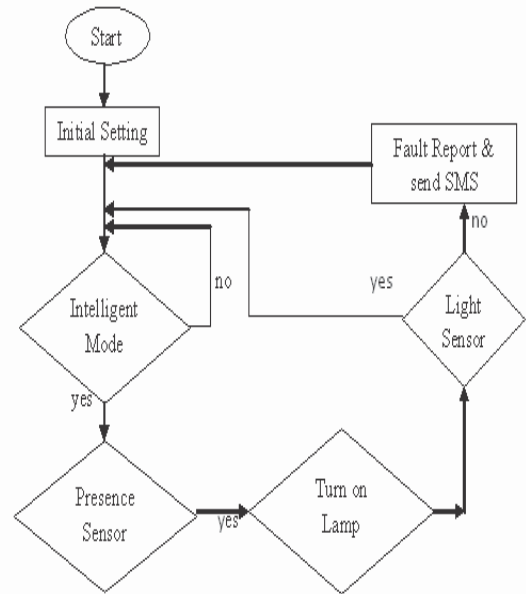 Start
Initial Setting
Fault Report &
send SMS
no
yes
no
Intelligent
Mode
Light
Sensor
yes
Presence
Sensor
yes
Turn on
Lamp